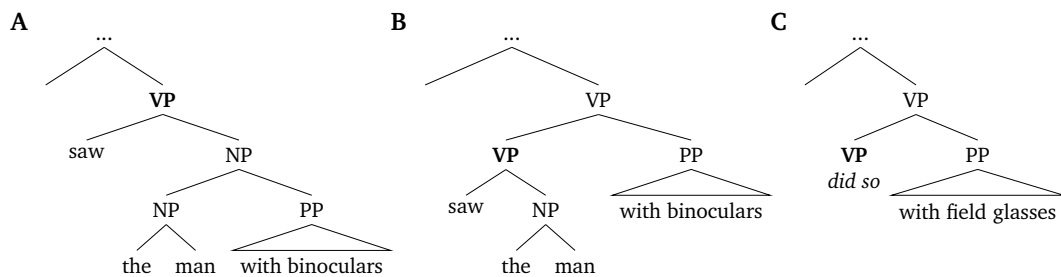 A B C
... ... ...
VP VP VP
saw NP VP PP VP PP
did so
NP PP saw NP with binoculars with field glasses
the man with binoculars the man